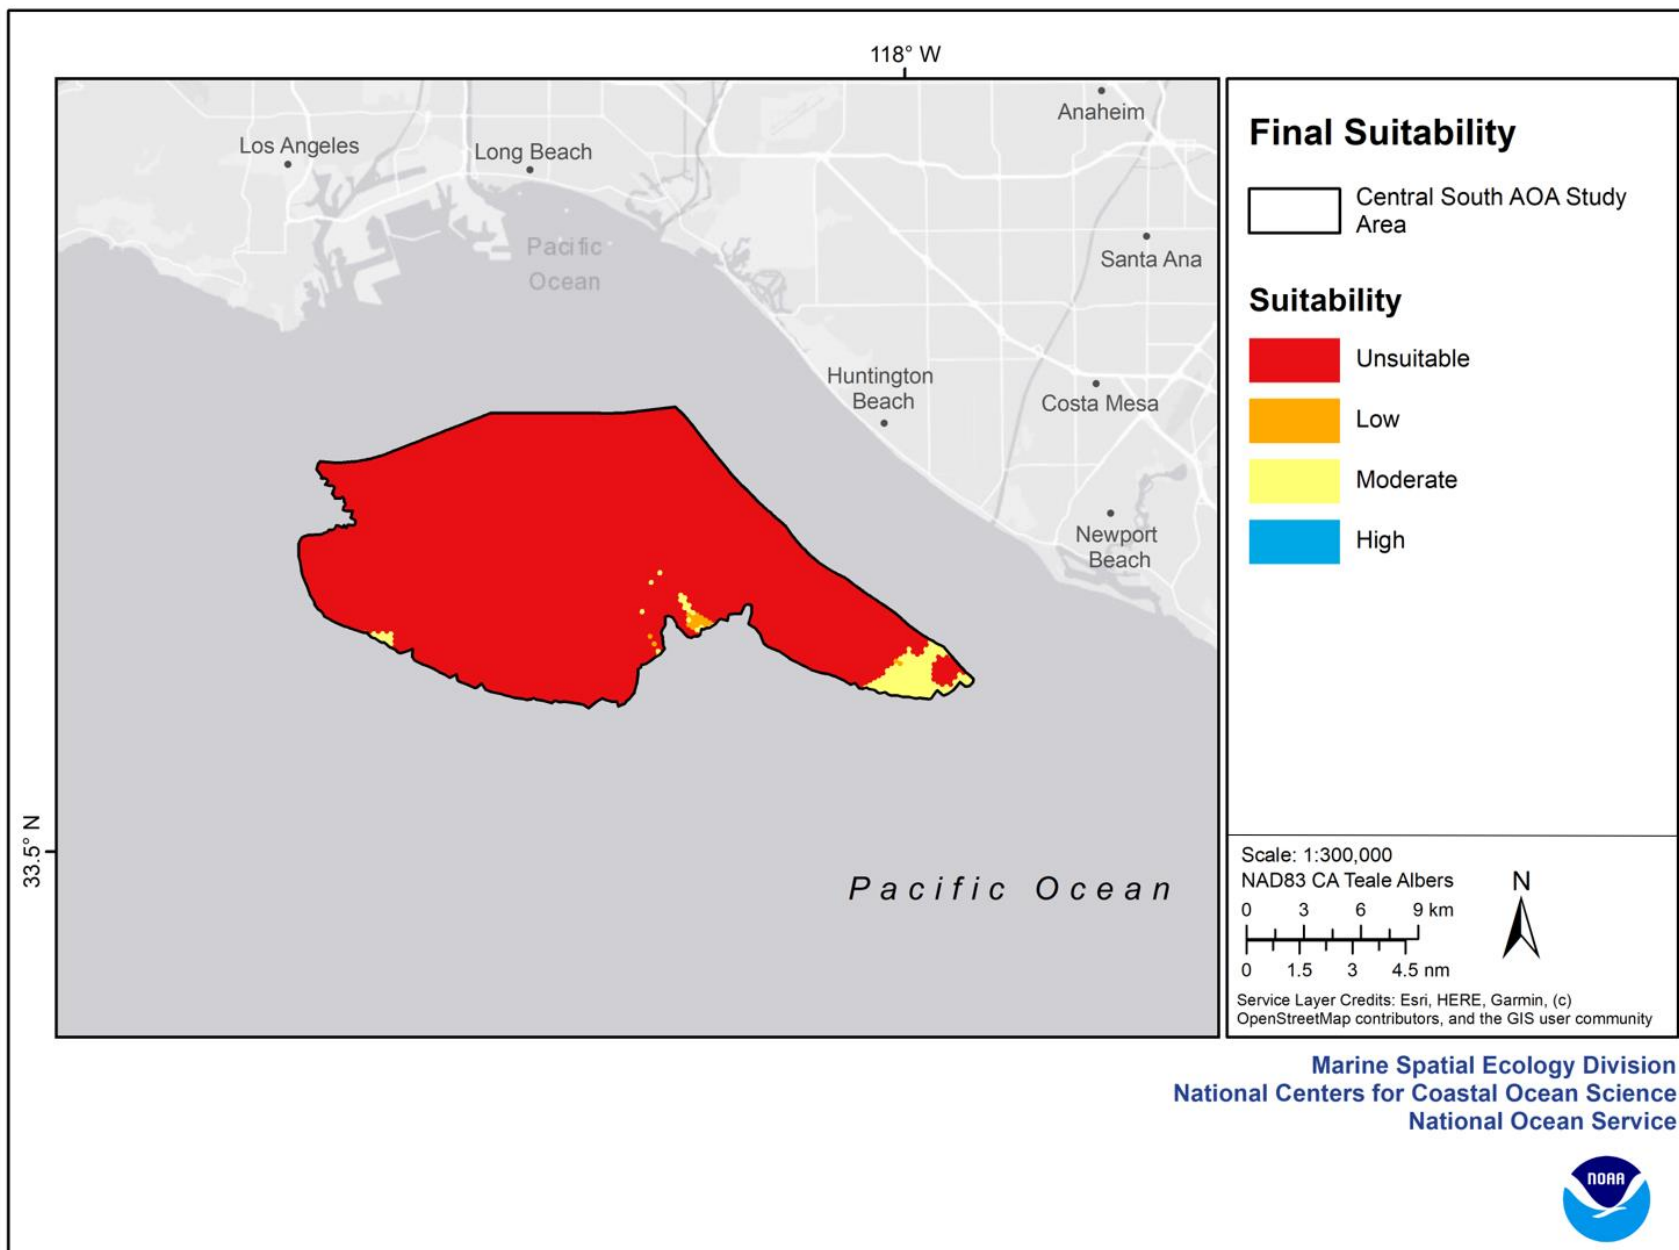 118° W
Los Angeles
Long Beach
Anaheim
Pacific
Ocean
Santa Ana
Huntington
Beach
Costa Mesa
Newport
Beach
33.5° N
Pacific Ocean
Final Suitability
Central South AOA Study
Area
Suitability
Unsuitable
Low
Moderate
High
Scale: 1:300,000
NAD83 CA Teale Albers
N
0 3 6 9 km
0 1.5 3 4.5 nm
Service Layer Credits: Esri, HERE, Garmin, (c)
OpenStreetMap contributors, and the GIS user community
Marine Spatial Ecology Division
National Centers for Coastal Ocean Science
National Ocean Service
NOAA